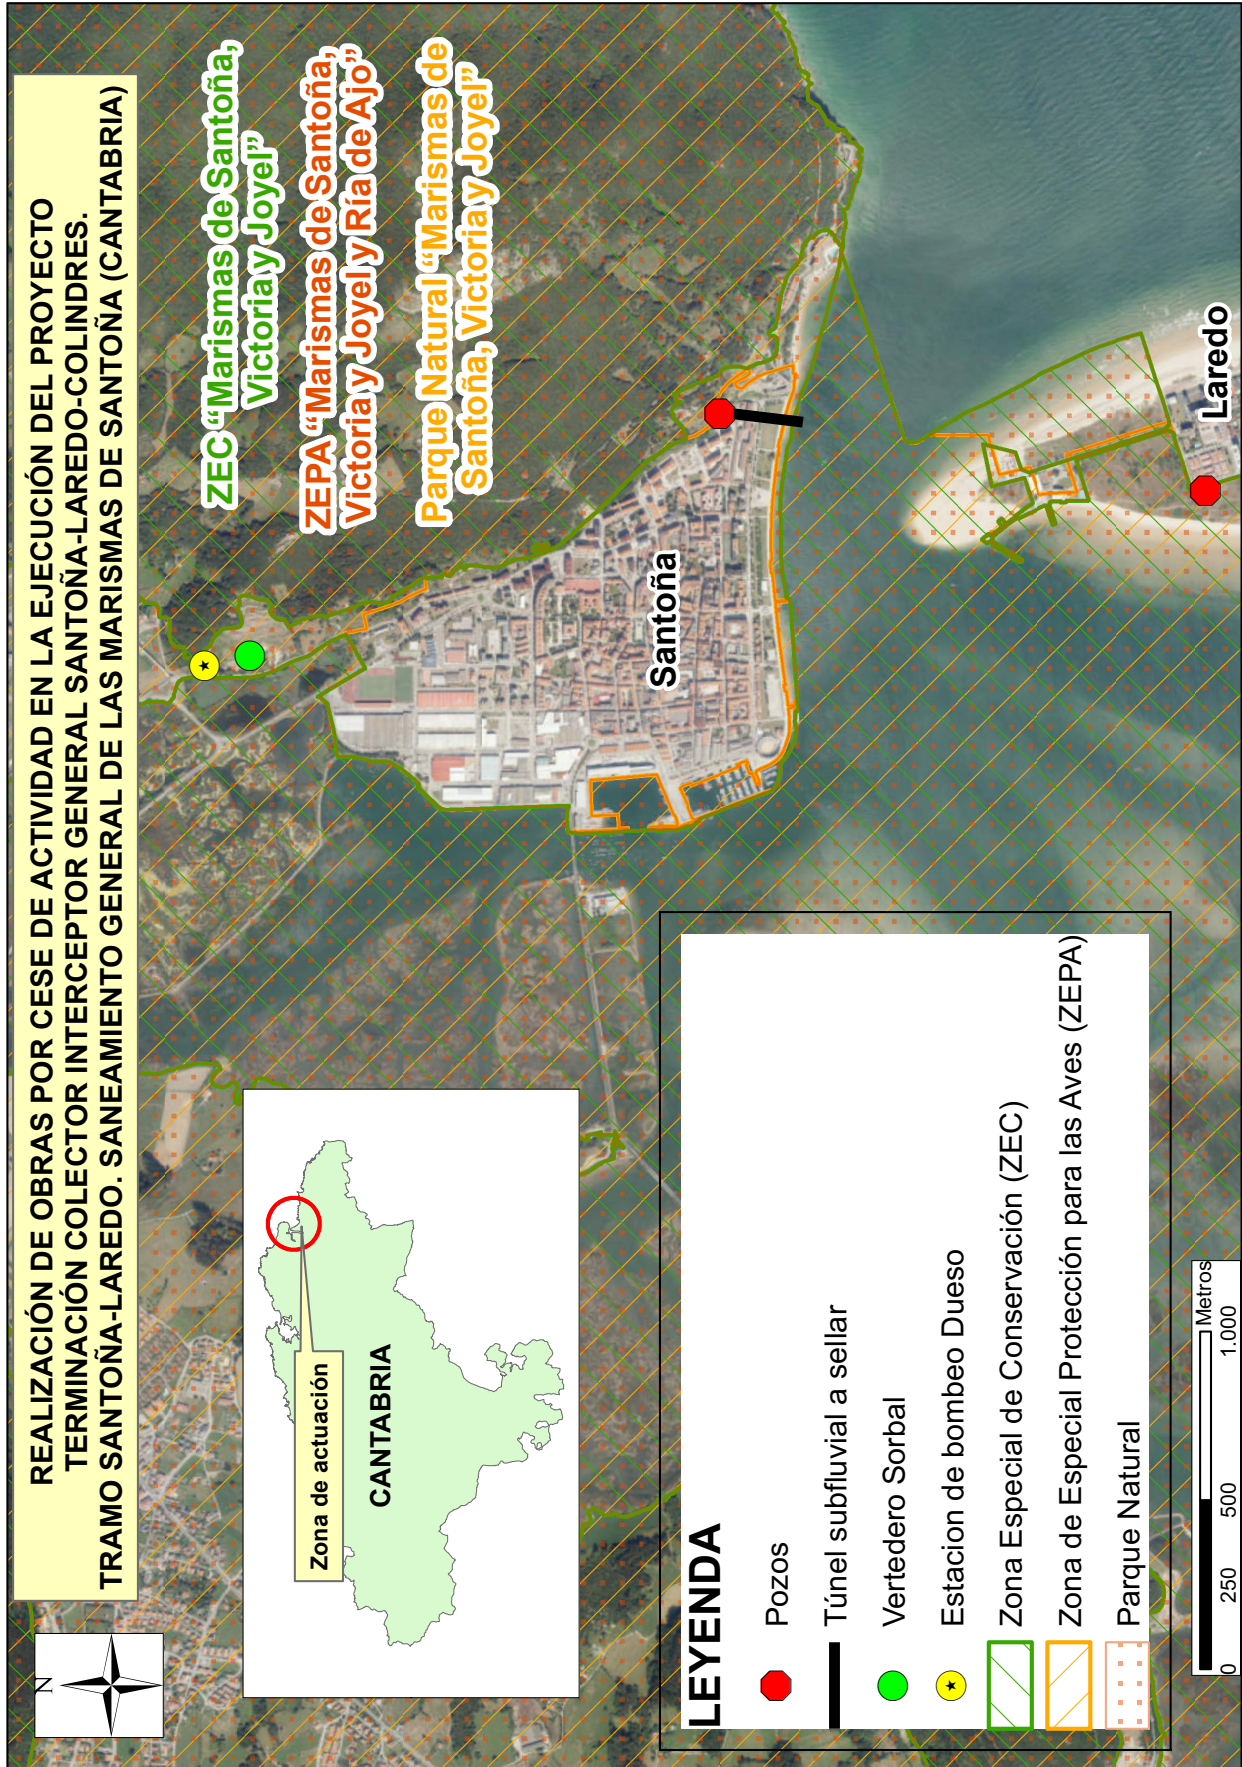 REALIZACIÓN DE OBRAS POR CESE DE ACTIVIDAD EN LA EJECUCIÓN DEL PROYECTO
TERMINACIÓN COLECTOR INTERCEPTOR GENERAL SANTOÑA-LAREDO-COLINDRES.
TRAMO SANTOÑA-LAREDO. SANEAMIENTO GENERAL DE LAS MARISMAS DE SANTOÑA (CANTABRIA)
N
ZEC “Marismas de Santoña,
Victoria y Joyel”
ZEPA “Marismas de Santoña,
Victoria y Joyel y Ría de Ajo”
Parque Natural “Marismas de
Santoña, Victoria y Joyel”
Zona de actuación
CANTABRIA
Santoña
Laredo
LEYENDA
Pozos
Túnel subfluvial a sellar
Vertedero Sorbal
Estacion de bombeo Dueso
Zona Especial de Conservación (ZEC)
Zona de Especial Protección para las Aves (ZEPA)
Parque Natural
0 250 500 1.000
Metros